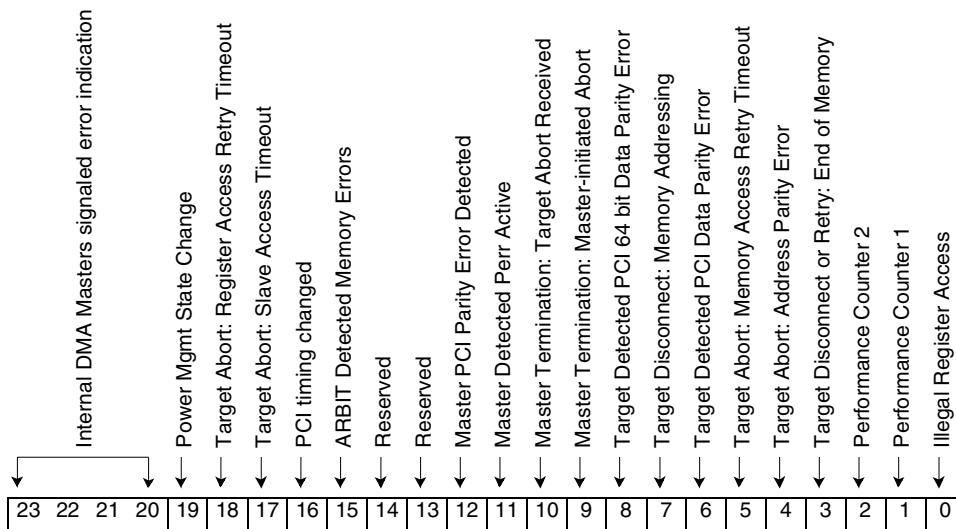 Internal DMA Masters signaled error indication
Power Mgmt State Change
Target Abort: Register Access Retry Timeout
Target Abort: Slave Access Timeout
PCI timing changed
ARBIT Detected Memory Errors
Reserved
Reserved
Master PCI Parity Error Detected
Master Detected Perr Active
Master Termination: Target Abort Received
Master Termination: Master-initiated Abort
Target Detected PCI 64 bit Data Parity Error
Target Disconnect: Memory Addressing
Target Detected PCI Data Parity Error
Target Abort: Memory Access Retry Timeout
Target Abort: Address Parity Error
Target Disconnect or Retry: End of Memory
Performance Counter 2
Performance Counter 1
Illegal Register Access
23 22 21 20 19 18 17 16 15 14 13 12 11 10 9 8 7 6 5 4 3 2 1 0